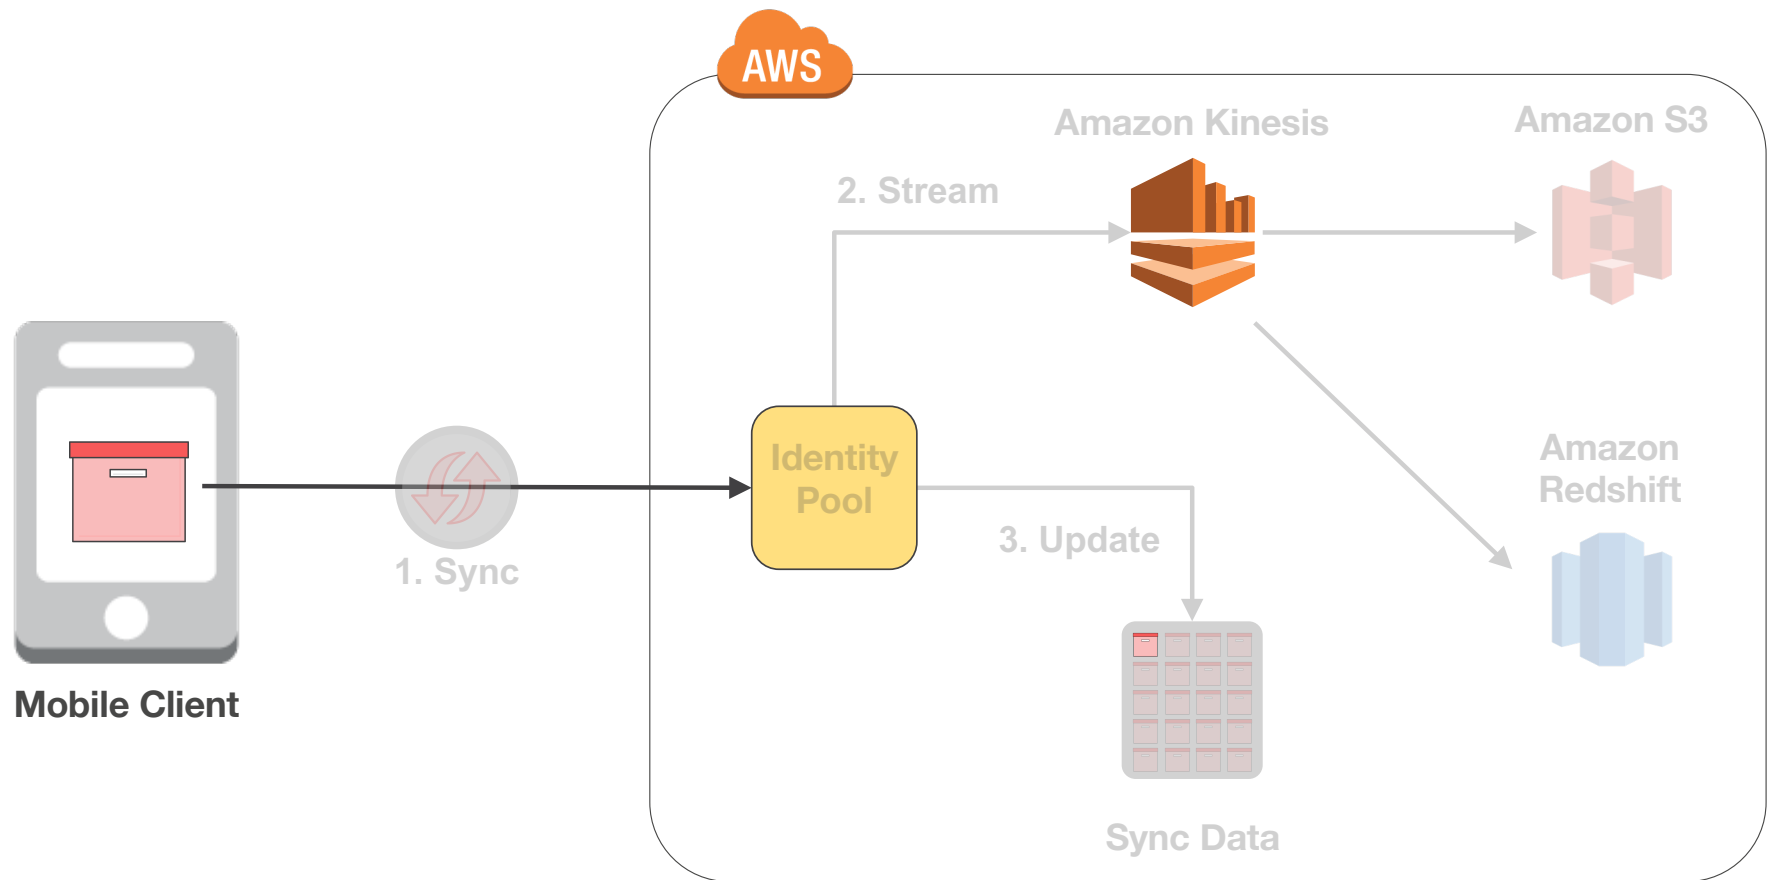 AWS
Amazon Kinesis
Amazon S3
2. Stream
Identity
Pool
Amazon
Redshift
3. Update
1. Sync
Mobile Client
Sync Data